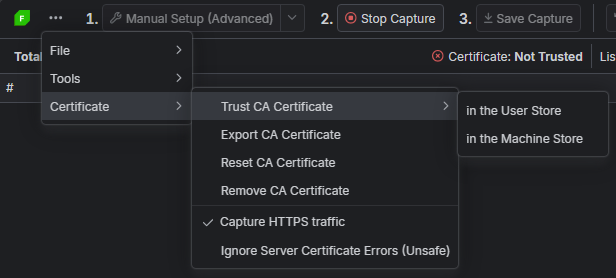 F ••• 1. Manual Setup (Advanced) 2. Stop Capture 3. Save Capture
Total
Certificate: Not Trusted
Lis
#
File
Tools
Certificate
Trust CA Certificate
Export CA Certificate
Reset CA Certificate
Remove CA Certificate
Capture HTTPS traffic
Ignore Server Certificate Errors (Unsafe)
in the User Store
in the Machine Store